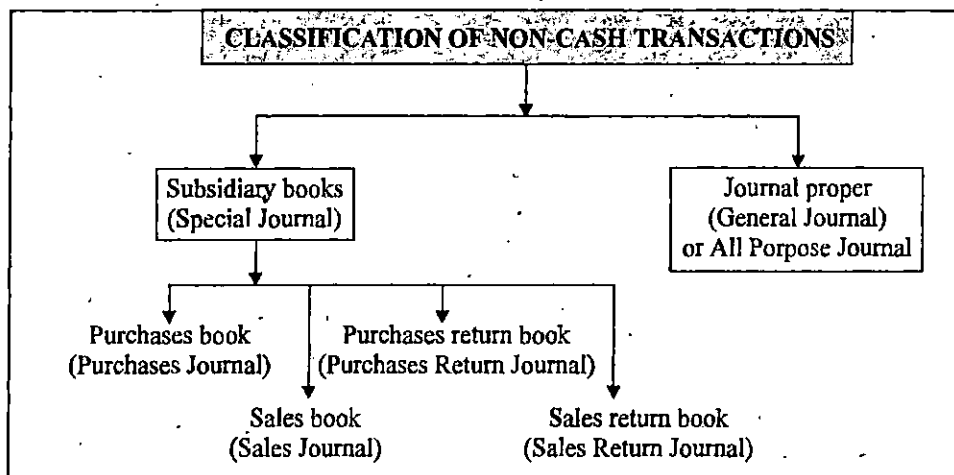 CLASSIFICATION OF NON-CASH TRANSACTIONS
Subsidiary books
(Special Journal)
Journal proper
(General Journal)
or All Porpose Journal
Purchases book
(Purchases Journal)
Purchases return book
(Purchases Return Journal)
Sales book
(Sales Journal)
Sales return book
(Sales Return Journal)